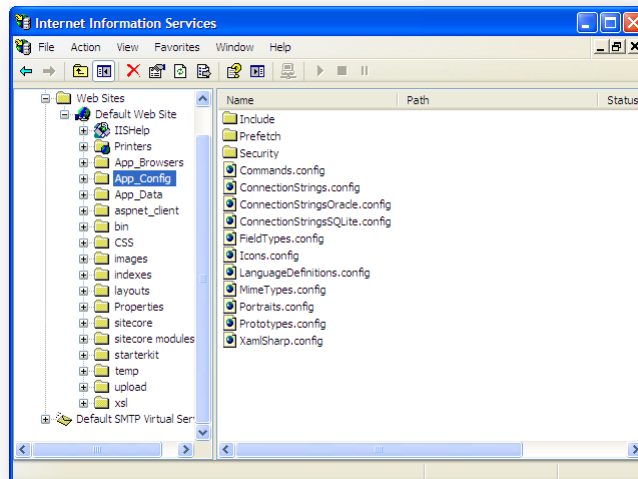 Internet Information Services
File Action View Favorites Window Help
Web Sites
Default Web Site
IISHelp
Printers
App_Browsers
App_Config
App_Data
aspnet_client
bin
CSS
images
indexes
layouts
Properties
sitecore
sitecore modules
starterkit
temp
upload
xsl
Default SMTP Virtual Ser
Name Path Status
Include
Prefetch
Security
Commands.config
ConnectionStrings.config
ConnectionStringsOracle.config
ConnectionStringsSQLite.config
FieldTypes.config
Icons.config
LanguageDefinitions.config
MimeTypes.config
Portraits.config
Prototypes.config
XamlSharp.config